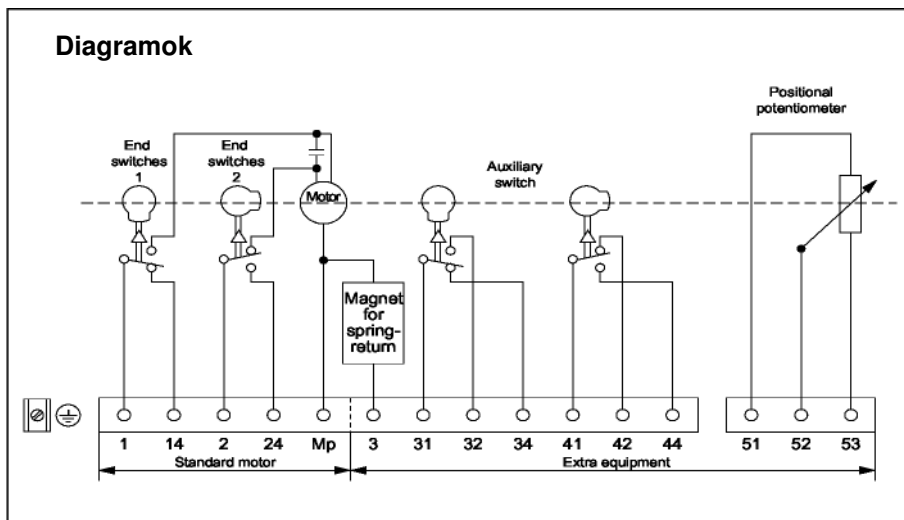 Diagramok
Positional
potentiometer
End
switches
1
End
switches
2
Auxiliary
switch
Motor
Magnet
for
spring-
return
1 14 2 24 Mp 3 31 32 34 41 42 44 51 52 53
Standard motor Extra equipment